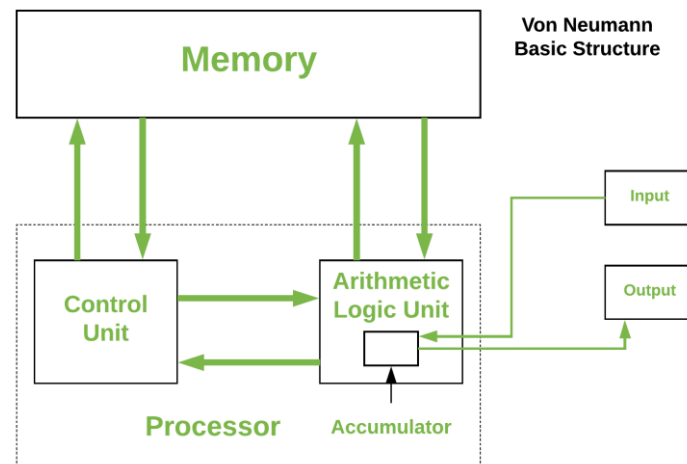 Von Neumann
Basic Structure
Memory
Input
Output
Control
Unit
Arithmetic
Logic Unit
Processor
Accumulator